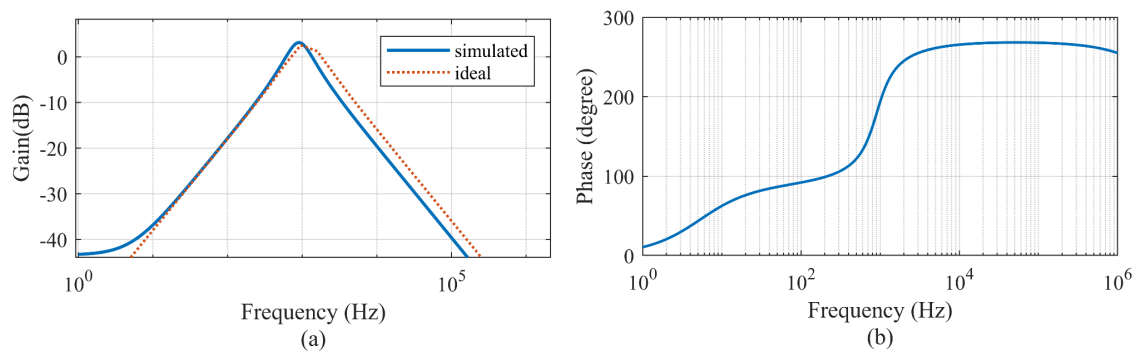 0
-10
-20
-30
-40
Gain(dB)
simulated
ideal
10^0
10^5
Frequency (Hz)
(a)
300
200
100
0
Phase (degree)
10^0
10^2
10^4
10^6
Frequency (Hz)
(b)